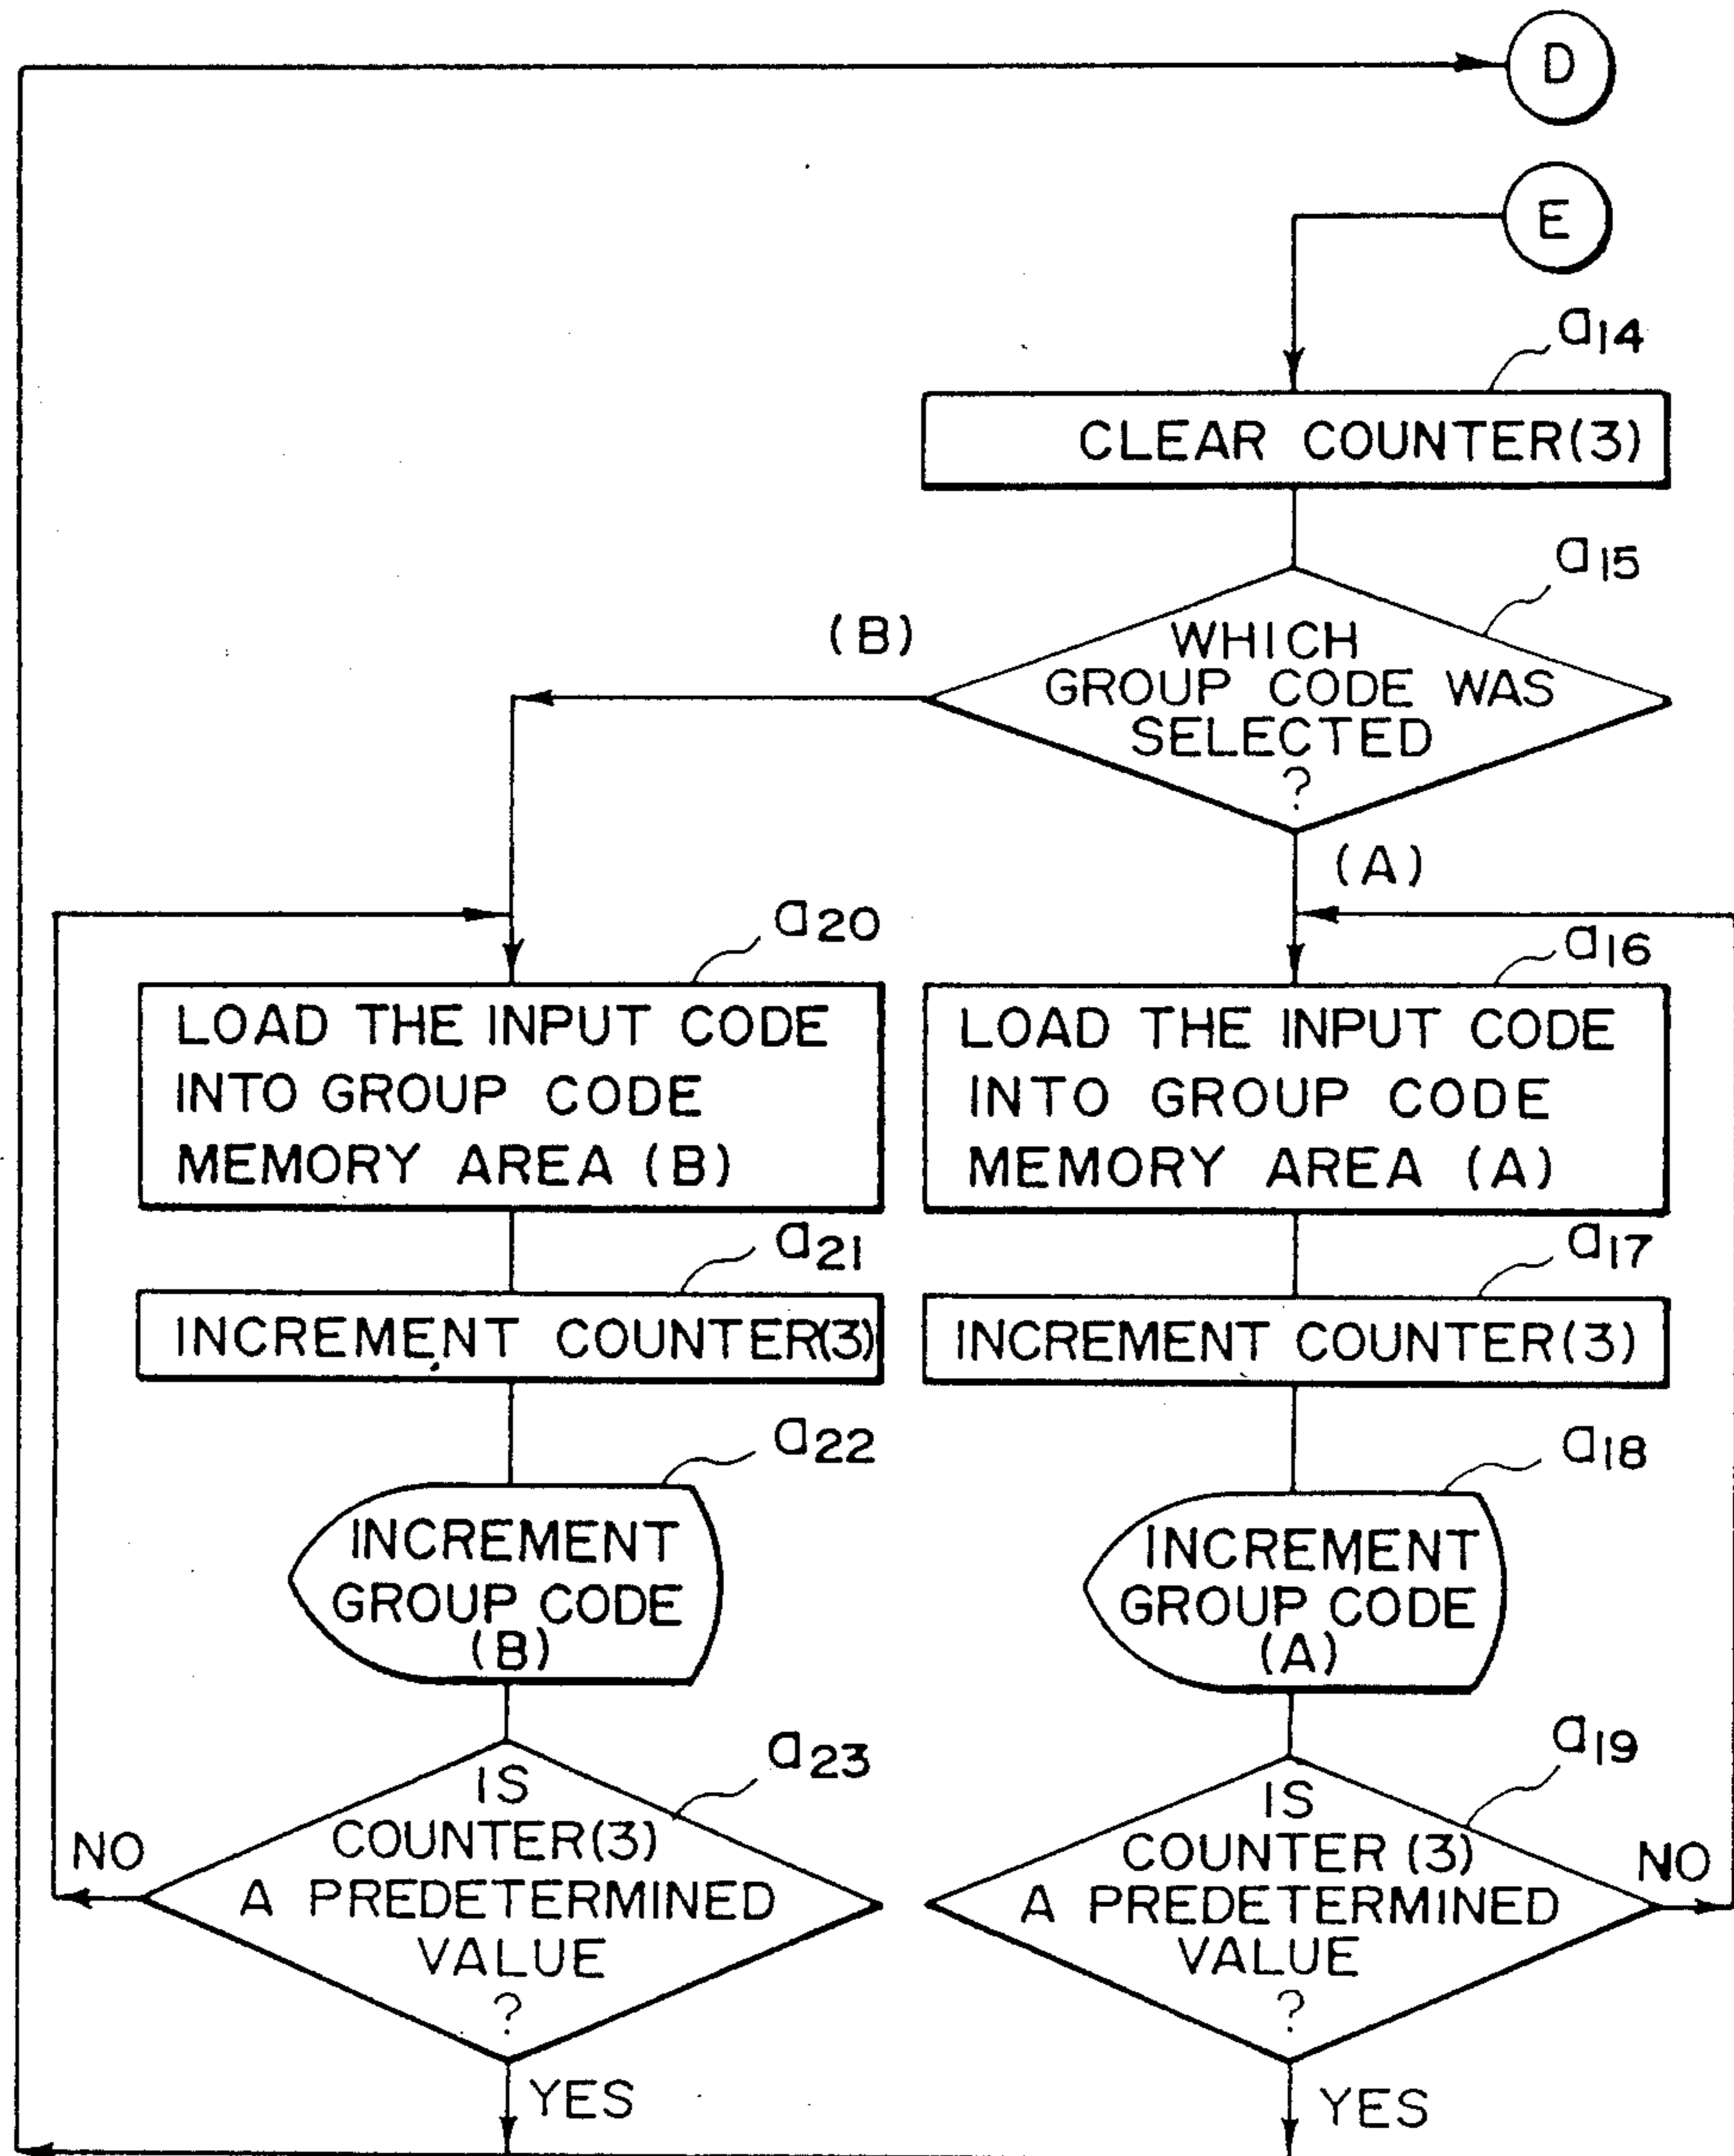 D
E
a14
CLEAR COUNTER(3)
a15
(B)
WHICH
GROUP CODE WAS
SELECTED
?
(A)
a20
LOAD THE INPUT CODE
INTO GROUP CODE
MEMORY AREA (B)
a16
LOAD THE INPUT CODE
INTO GROUP CODE
MEMORY AREA (A)
a21
INCREMENT COUNTER(3)
a17
INCREMENT COUNTER(3)
a22
INCREMENT
GROUP CODE
(B)
a18
INCREMENT
GROUP CODE
(A)
a23
IS
COUNTER(3)
A PREDETERMINED
VALUE
?
NO
YES
a19
IS
COUNTER (3)
A PREDETERMINED
VALUE
?
NO
YES